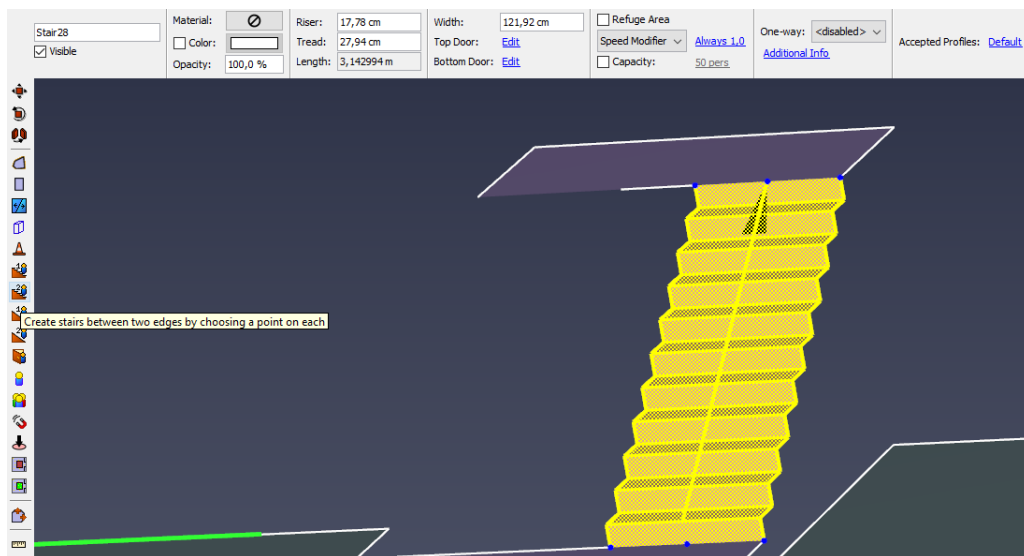 Stair28
Visible
Material:
Color:
Opacity: 100,0 %
Riser: 17,78 cm
Tread: 27,94 cm
Length: 3,142994 m
Width: 121,92 cm
Top Door: Edit
Bottom Door: Edit
Refuge Area
Speed Modifier Always 1,0
Capacity: 50 pers
One-way: <disabled>
Additional Info
Accepted Profiles: Default
Create stairs between two edges by choosing a point on each